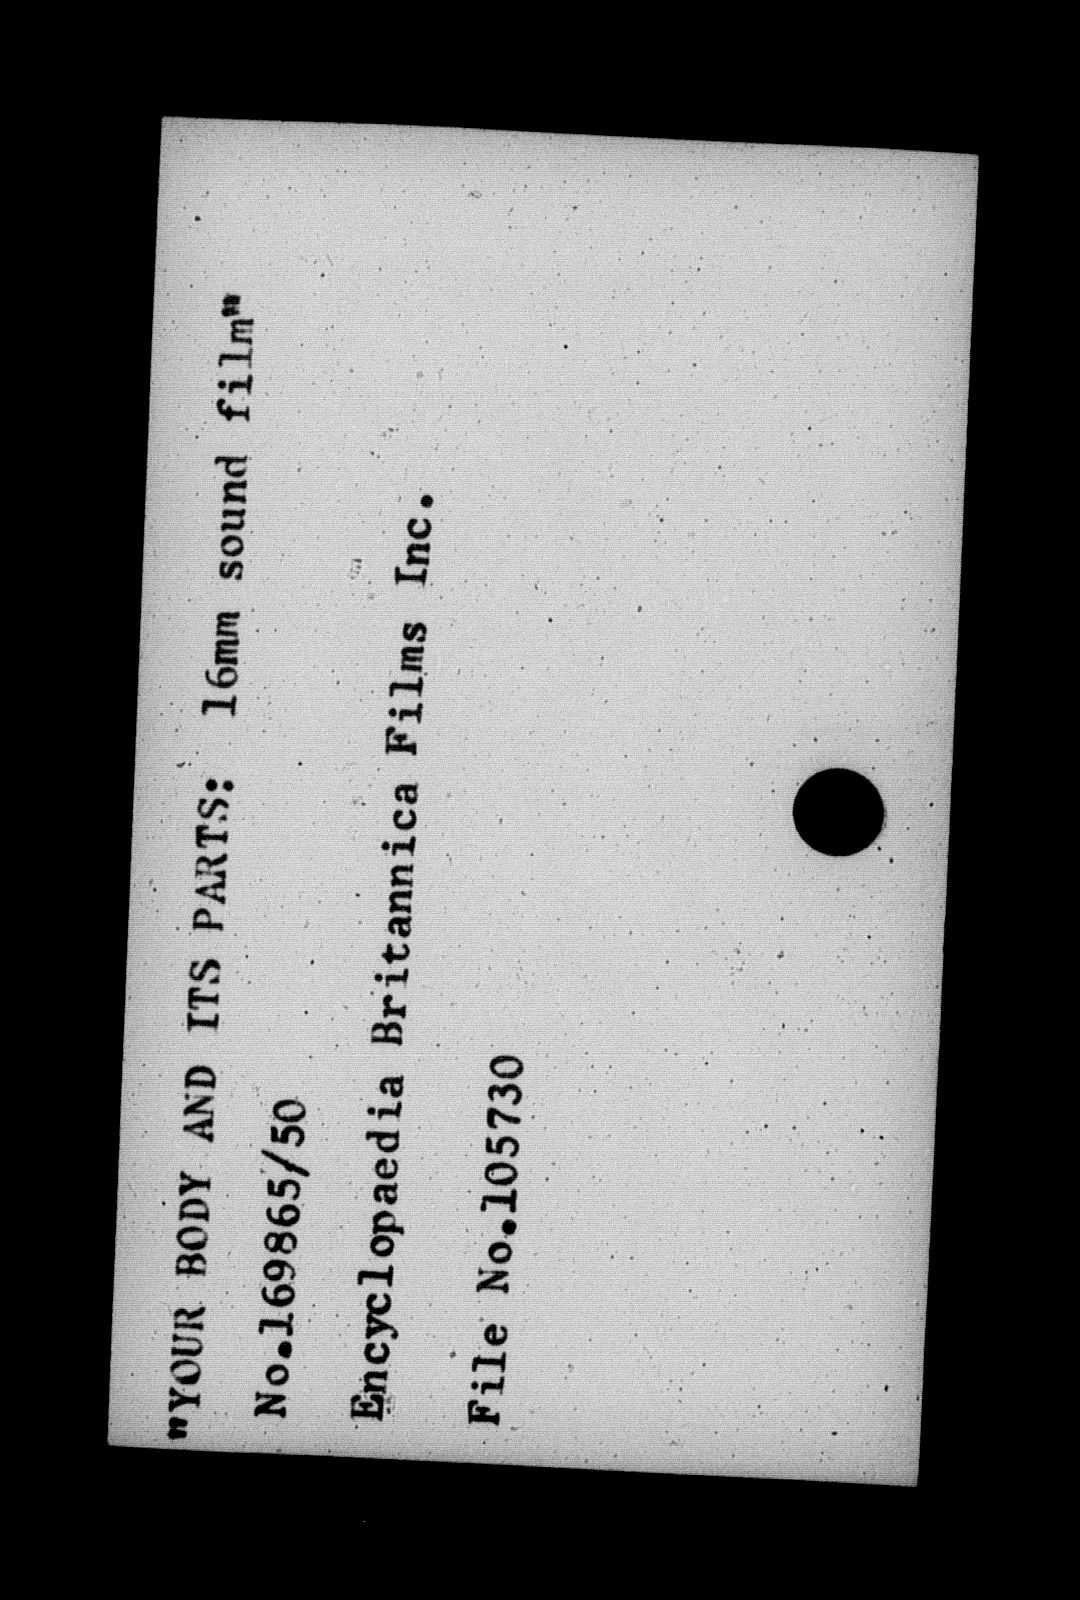 "YOUR BODY AND ITS PARTS: 16mm sound film"
No.169865/50
Encyclopaedia Britannica Films Inc.
File No.105730